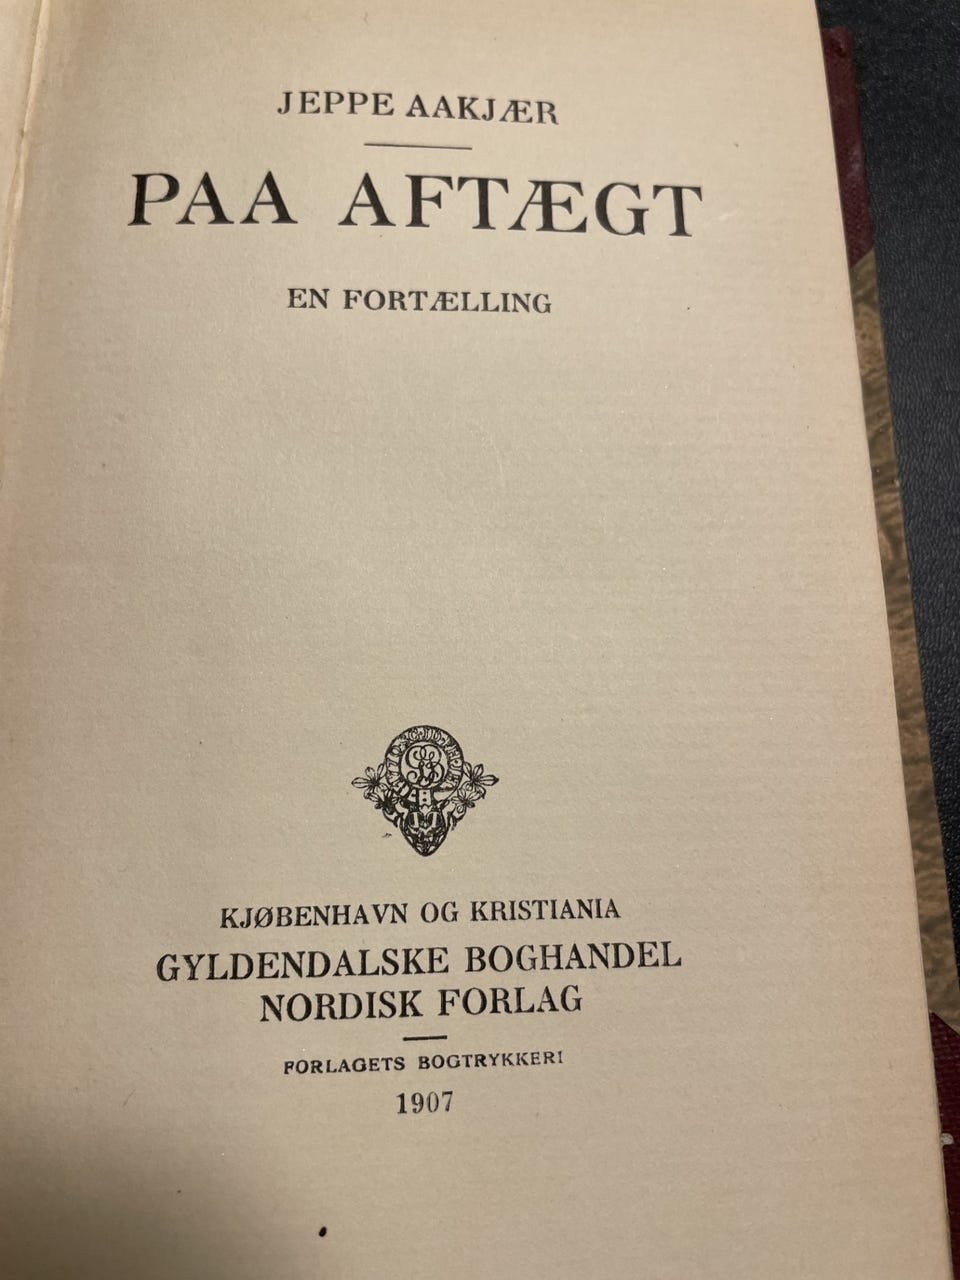 JEPPE AAKJÆR
PAA AFTÆGT
EN FORTÆLLING
KJØBENHAVN OG KRISTIANIA
GYLDENDALSKE BOGHANDEL
NORDISK FORLAG
FORLAGETS BOGTRYKKERI
1907